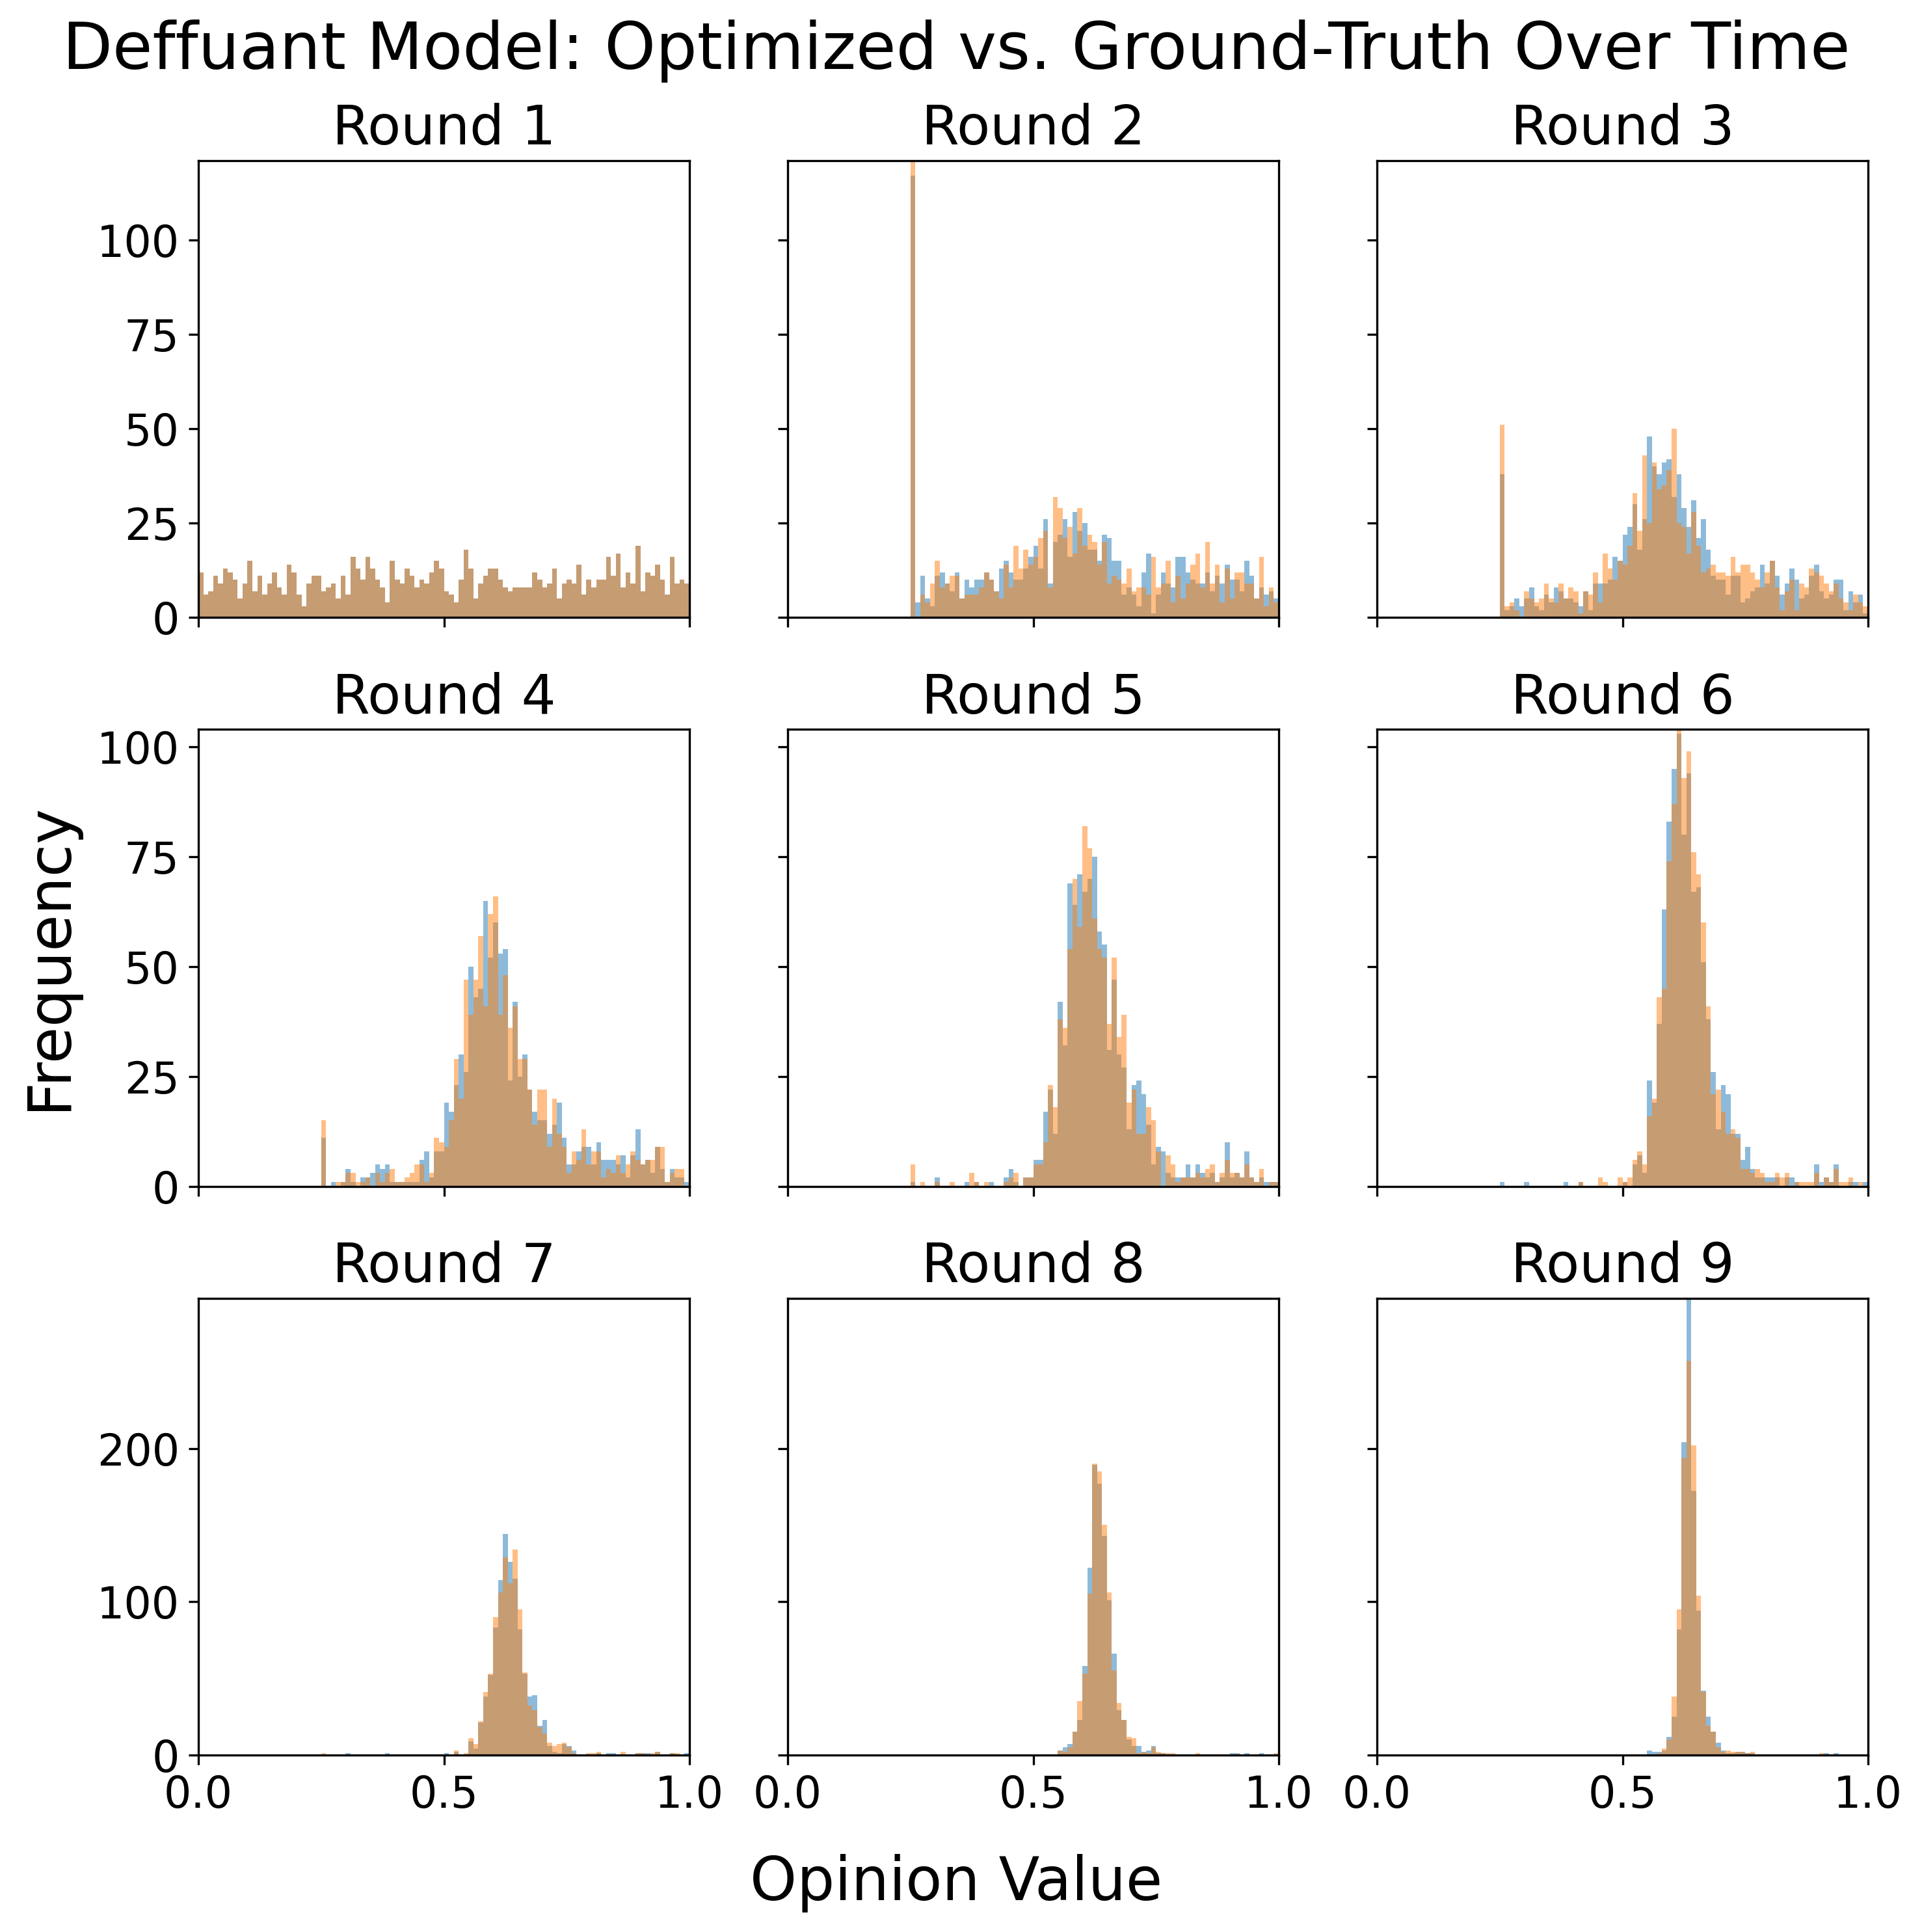 Deffuant Model: Optimized vs. Ground-Truth Over Time
Round 1
Round 2
Round 3
100
75
50
25
0
Round 4
Round 5
Round 6
100
75
50
25
0
Frequency
Round 7
Round 8
Round 9
200
100
0
0.0 0.5 1.0
0.0 0.5 1.0
0.0 0.5 1.0
Opinion Value